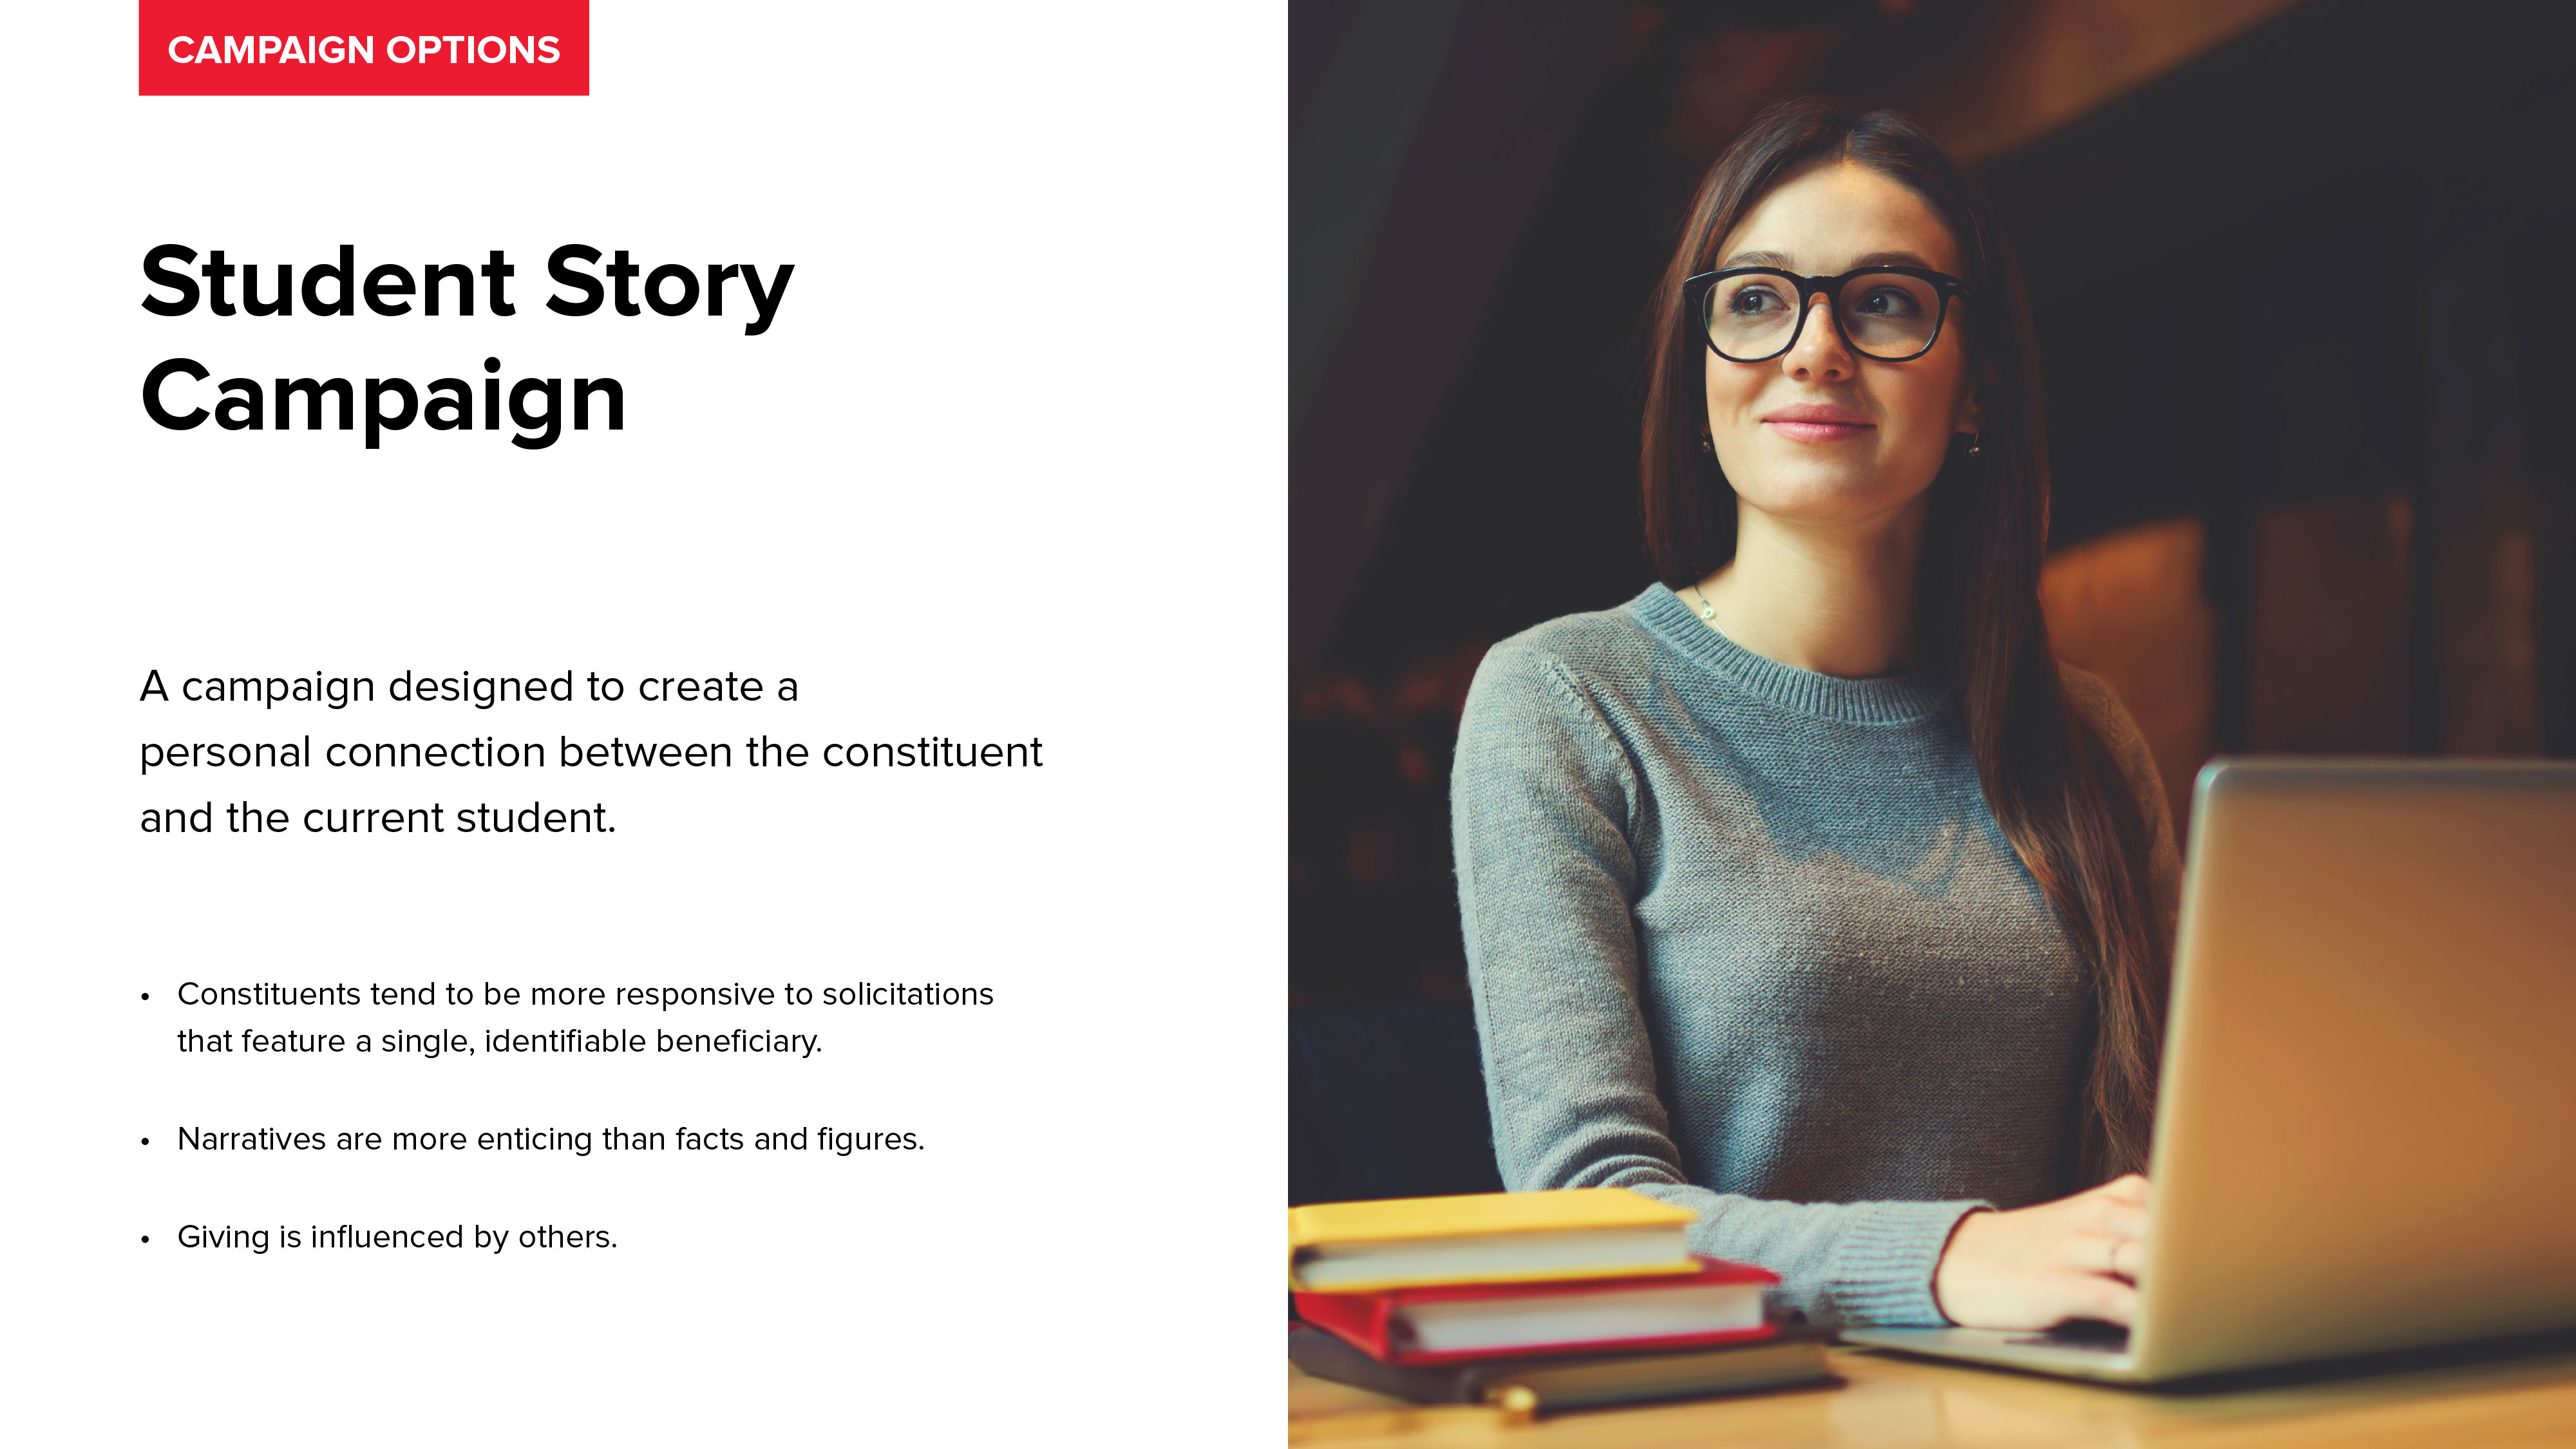 CAMPAIGN OPTIONS
Student Story
Campaign
A campaign designed to create a
personal connection between the constituent
and the current student.
• Constituents tend to be more responsive to solicitations
that feature a single, identifiable beneficiary.
• Narratives are more enticing than facts and figures.
• Giving is influenced by others.